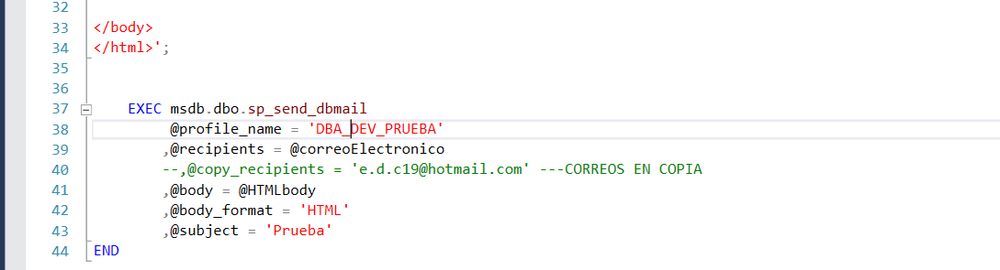 32
33 </body>
34 </html>';
35
36
37 EXEC msdb.dbo.sp_send_dbmail
38 @profile_name = 'DBA_DEV_PRUEBA'
39 ,@recipients = @correoElectronico
40 --,@copy_recipients = 'e.d.c19@hotmail.com' ---CORREOS EN COPIA
41 ,@body = @HTMLbody
42 ,@body_format = 'HTML'
43 ,@subject = 'Prueba'
44 END